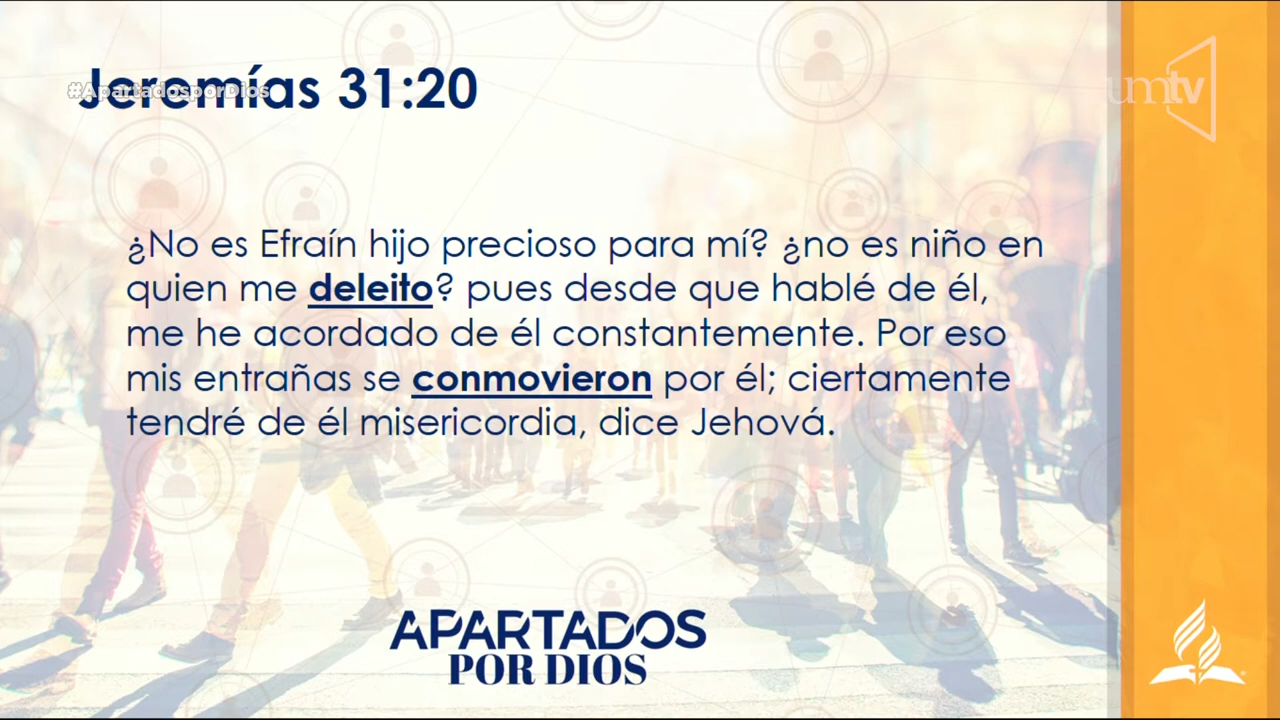 Jeremías 31:20
#ApartadosporDios
umtv
¿No es Efraín hijo precioso para mí? ¿no es niño en
quien me deleito? pues desde que hablé de él,
me he acordado de él constantemente. Por eso
mis entrañas se conmovieron por él; ciertamente
tendré de él misericordia, dice Jehová.
APARTADOS
POR DIOS